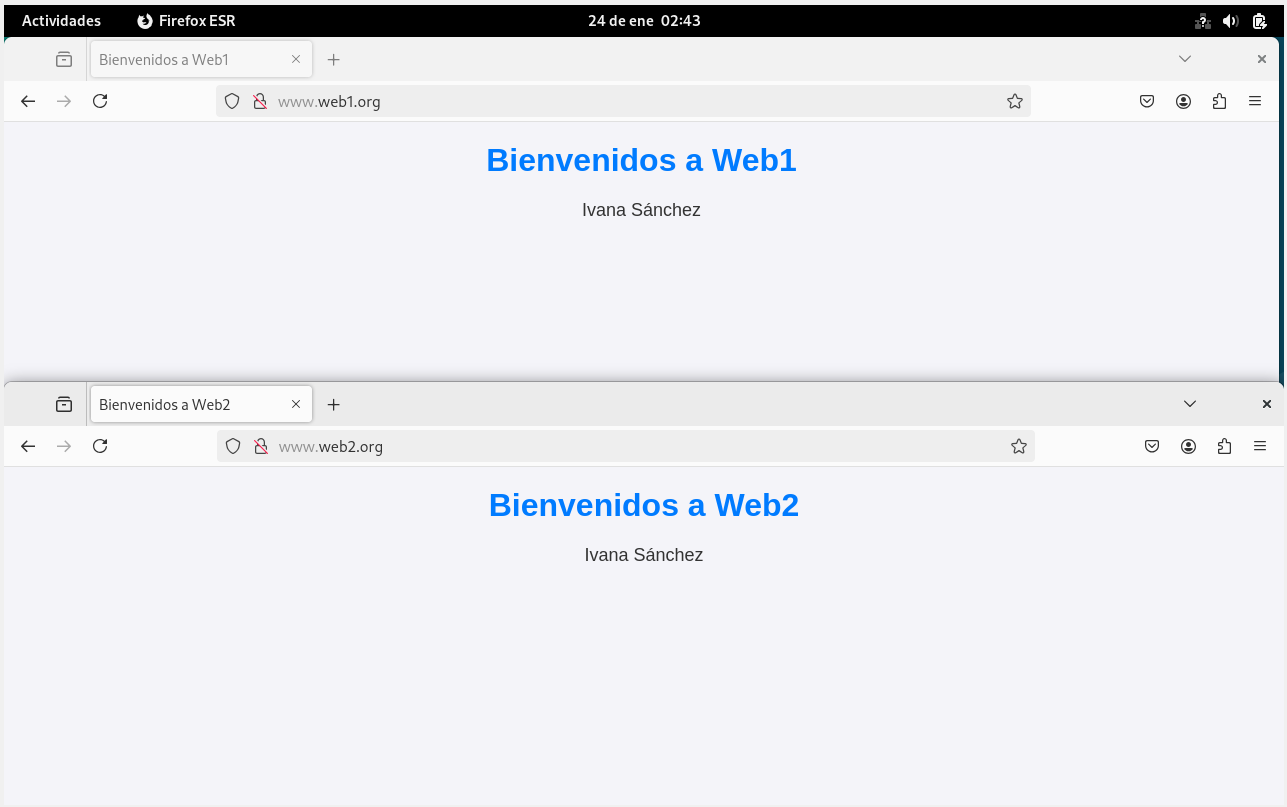 Actividades Firefox ESR 24 de ene 02:43
Bienvenidos a Web1
www.web1.org
Bienvenidos a Web1
Ivana Sánchez
Bienvenidos a Web2
www.web2.org
Bienvenidos a Web2
Ivana Sánchez